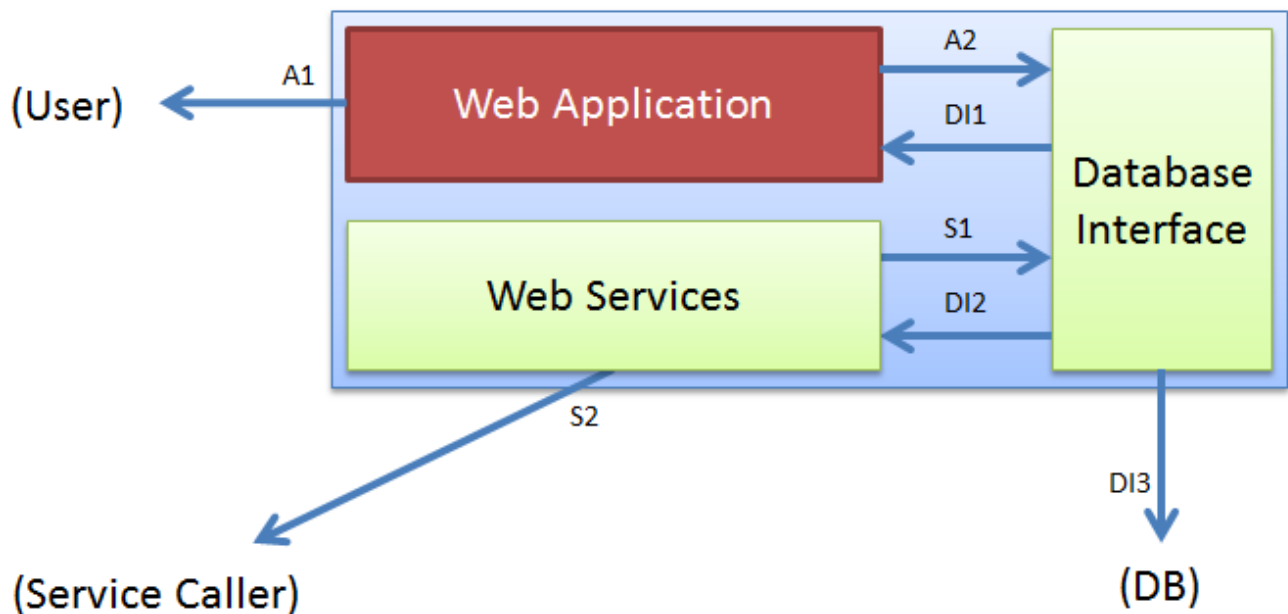 A2
A1
Web Application
(User)
DI1
Database
Interface
S1
Web Services
DI2
S2
DI3
(Service Caller)
(DB)